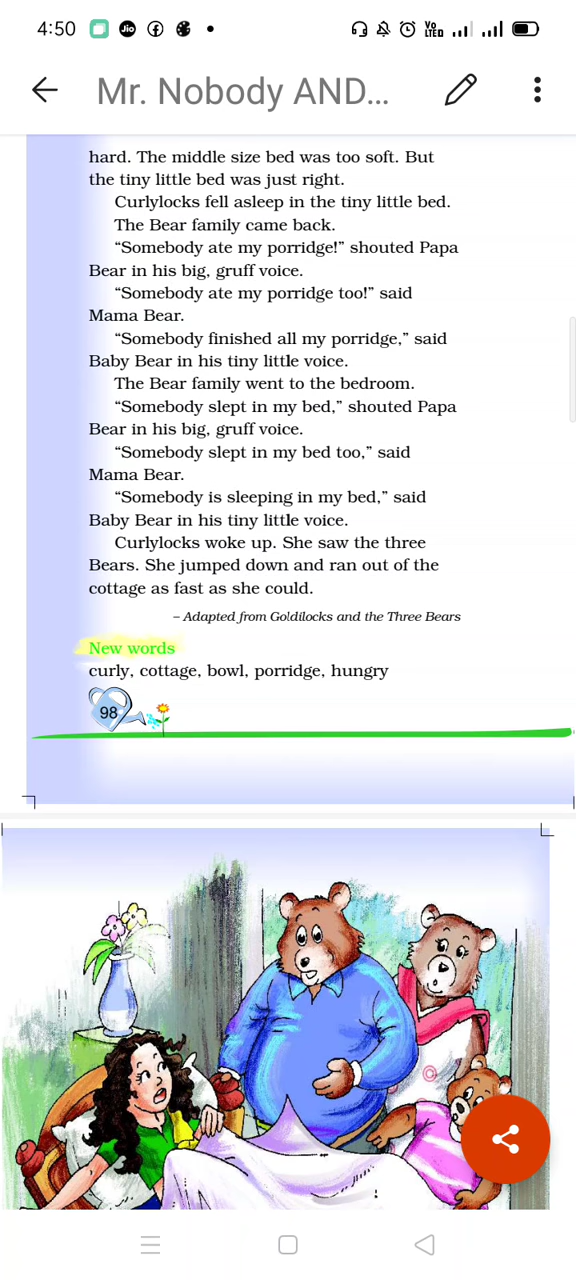 4:50
Jio
Vo
LTED
Mr. Nobody AND...
hard. The middle size bed was too soft. But
the tiny little bed was just right.
Curlylocks fell asleep in the tiny little bed.
The Bear family came back.
“Somebody ate my porridge!” shouted Papa
Bear in his big, gruff voice.
“Somebody ate my porridge too!” said
Mama Bear.
“Somebody finished all my porridge,” said
Baby Bear in his tiny little voice.
The Bear family went to the bedroom.
“Somebody slept in my bed,” shouted Papa
Bear in his big, gruff voice.
“Somebody slept in my bed too,” said
Mama Bear.
“Somebody is sleeping in my bed,” said
Baby Bear in his tiny little voice.
Curlylocks woke up. She saw the three
Bears. She jumped down and ran out of the
cottage as fast as she could.
– Adapted from Goldilocks and the Three Bears
New words
curly, cottage, bowl, porridge, hungry
98